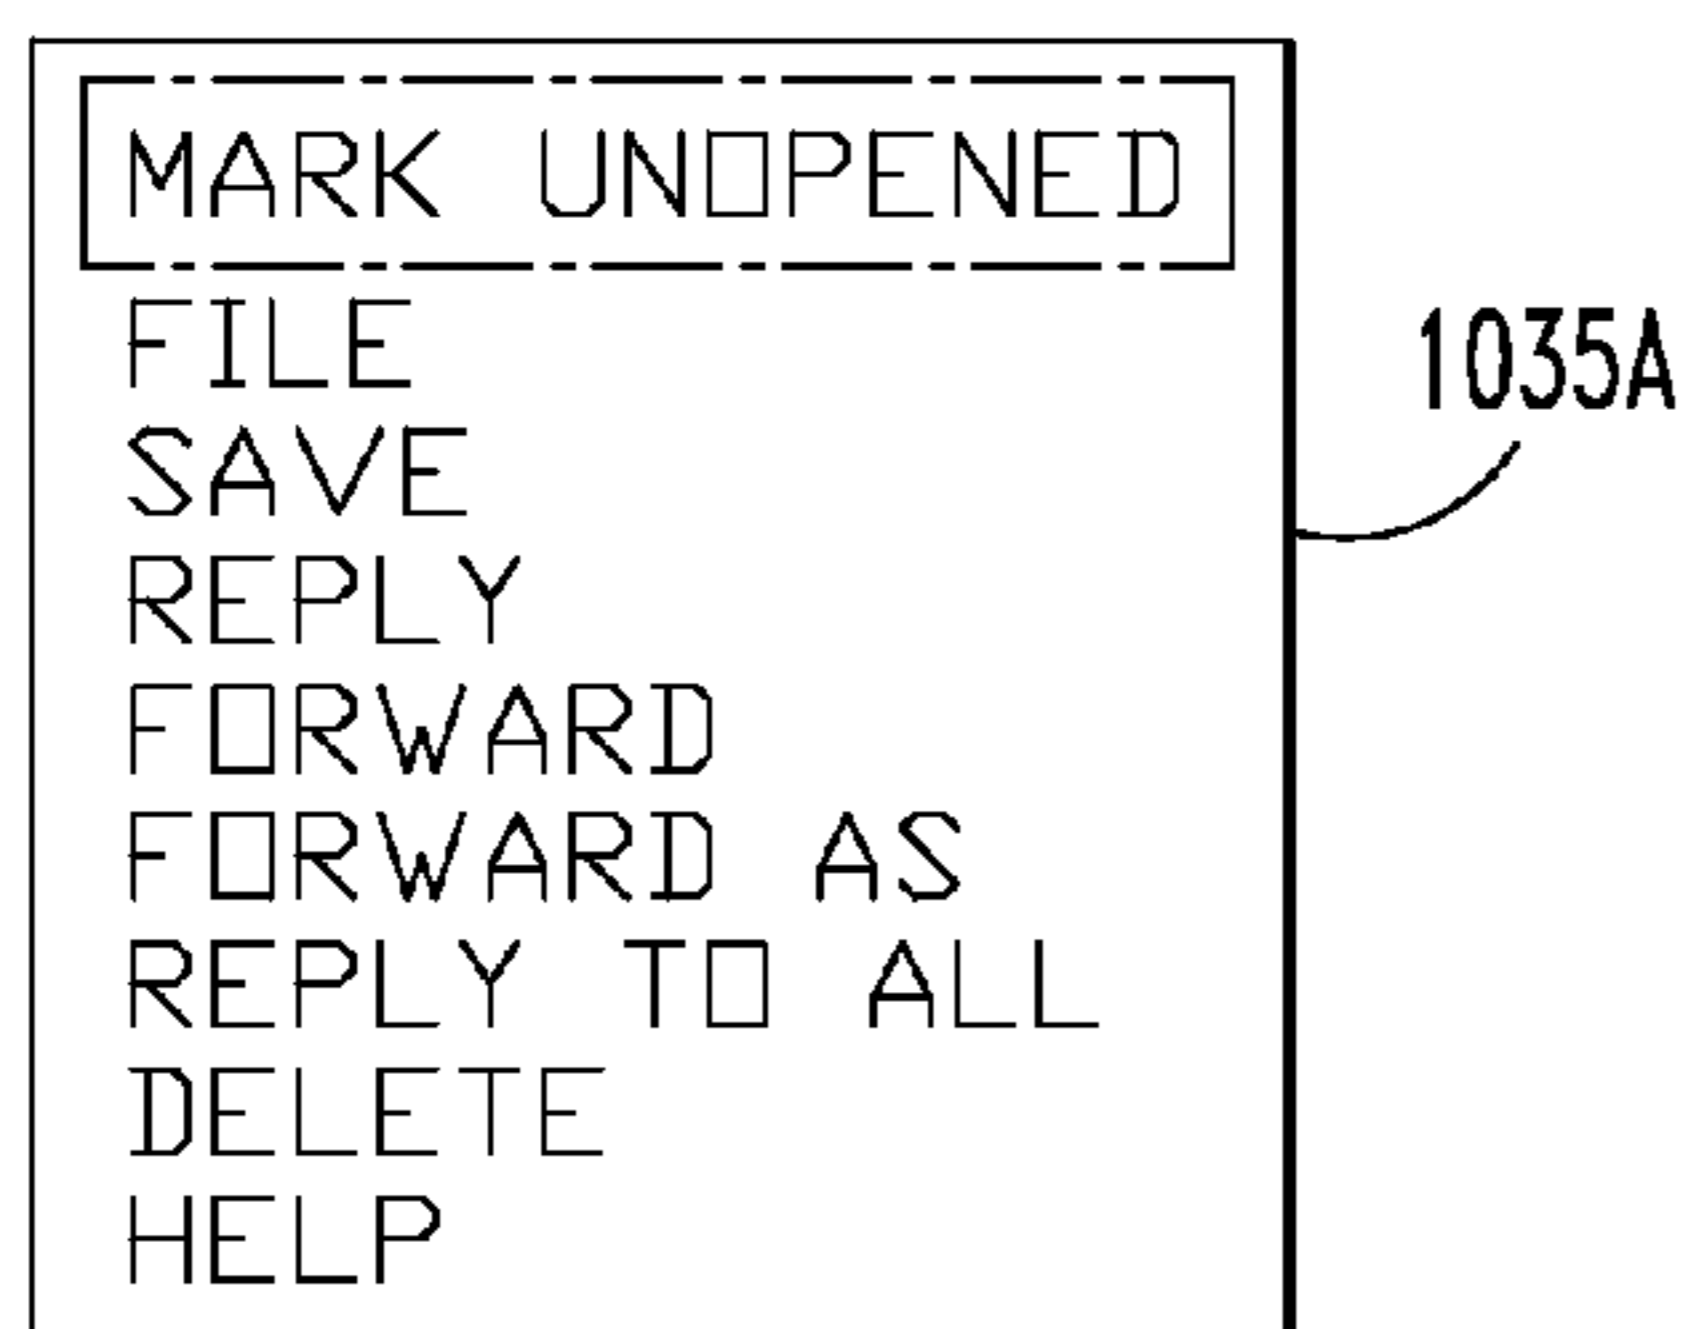 MARK UNOPENED
FILE
1035A
SAVE
REPLY
FORWARD
FORWARD AS
REPLY TO ALL
DELETE
HELP